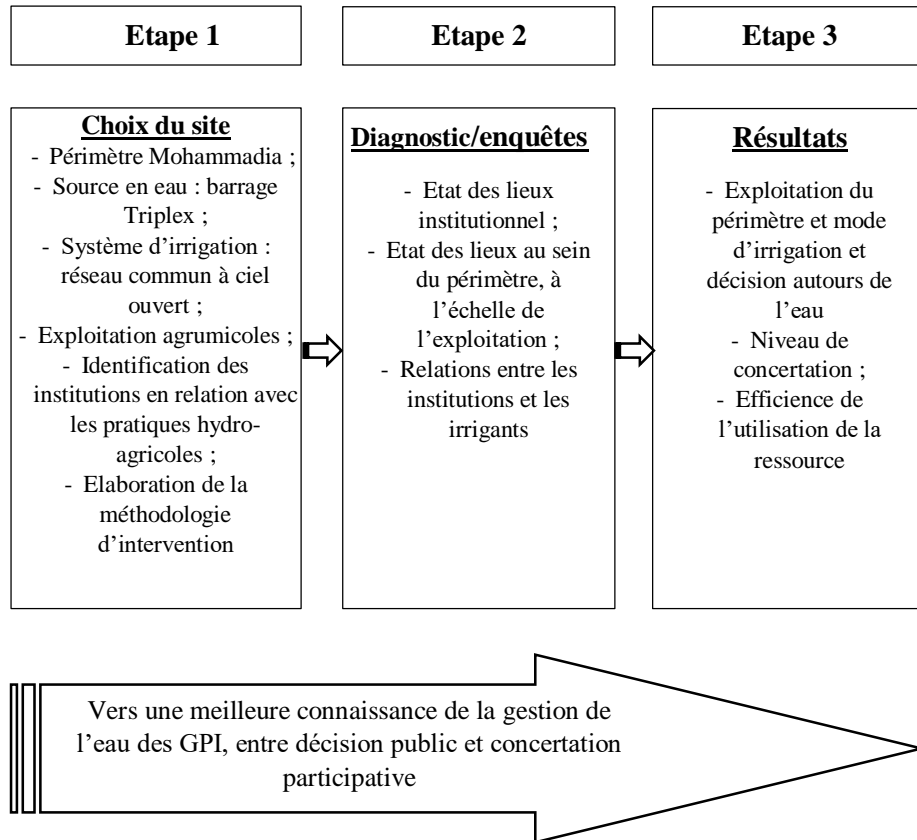 Etape 1
Etape 2
Etape 3
Choix du site
- Périmètre Mohammadia ;
- Source en eau : barrage
Triplex ;
- Système d’irrigation :
réseau commun à ciel
ouvert ;
- Exploitation agrumicoles ;
- Identification des
institutions en relation avec
les pratiques hydro-
agricoles ;
- Elaboration de la
méthodologie
d’intervention
Diagnostic/enquêtes
- Etat des lieux
institutionnel ;
- Etat des lieux au sein
du périmètre, à
l’échelle de
l’exploitation ;
- Relations entre les
institutions et les
irrigants
Résultats
- Exploitation du
périmètre et mode
d’irrigation et
décision autours de
l’eau
- Niveau de
concertation ;
- Efficience de
l’utilisation de la
ressource
Vers une meilleure connaissance de la gestion de
l’eau des GPI, entre décision public et concertation
participative